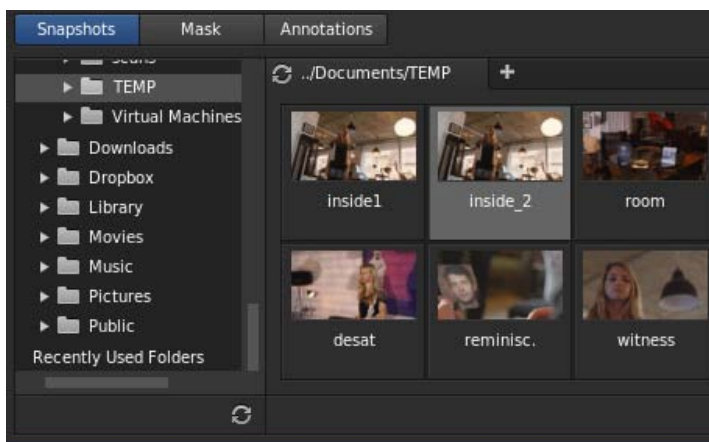 Snapshots Mask Annotations
TEMP
Virtual Machines
Downloads
Dropbox
Library
Movies
Music
Pictures
Public
Recently Used Folders
../Documents/TEMP +
inside1 inside_2 room
desat reminisc. witness